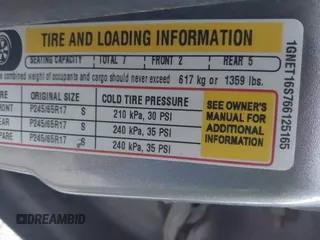 TIRE AND LOADING INFORMATION
SEATING CAPACITY TOTAL 7 FRONT 2 REAR 5
combined weight of occupants and cargo should never exceed 617 kg or 1359 lbs.
ORIGINAL SIZE COLD TIRE PRESSURE
P245/65R17 S 210 kPa, 30 PSI
P245/65R17 S 240 kPa, 35 PSI
P245/65R17 S 240 kPa, 35 PSI
SEE OWNER'S
MANUAL FOR
ADDITIONAL
INFORMATION
1GNET16S766125165
DREAMBID